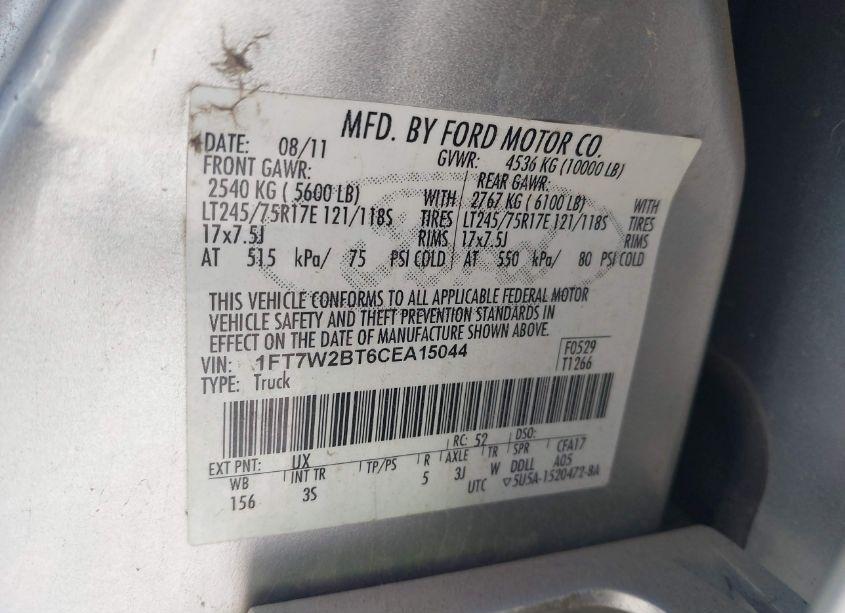 MFD. BY FORD MOTOR CO.
DATE: 08/11 GVWR: 4536 KG (10000 LB)
FRONT GAWR: REAR GAWR:
2540 KG ( 5600 LB) WITH 2767 KG ( 6100 LB) WITH
LT245/75R17E 121/118S TIRES LT245/75R17E 121/118S TIRES
17x7.5J RIMS 17x7.5J RIMS
AT 515 kPa/ 75 PSI COLD AT 550 kPa/ 80 PSI COLD
THIS VEHICLE CONFORMS TO ALL APPLICABLE FEDERAL MOTOR
VEHICLE SAFETY AND THEFT PREVENTION STANDARDS IN
EFFECT ON THE DATE OF MANUFACTURE SHOWN ABOVE.
VIN: 1FT7W2BT6CEA15044 F0529
TYPE: Truck T1266
RC: 52 DSO:
EXT PNT: UX CFA17
WB INT TR TP/PS R AXLE TR SPR A05
156 3S 5 3J W DDLL
UTC ▽5U5A-1520472-BA